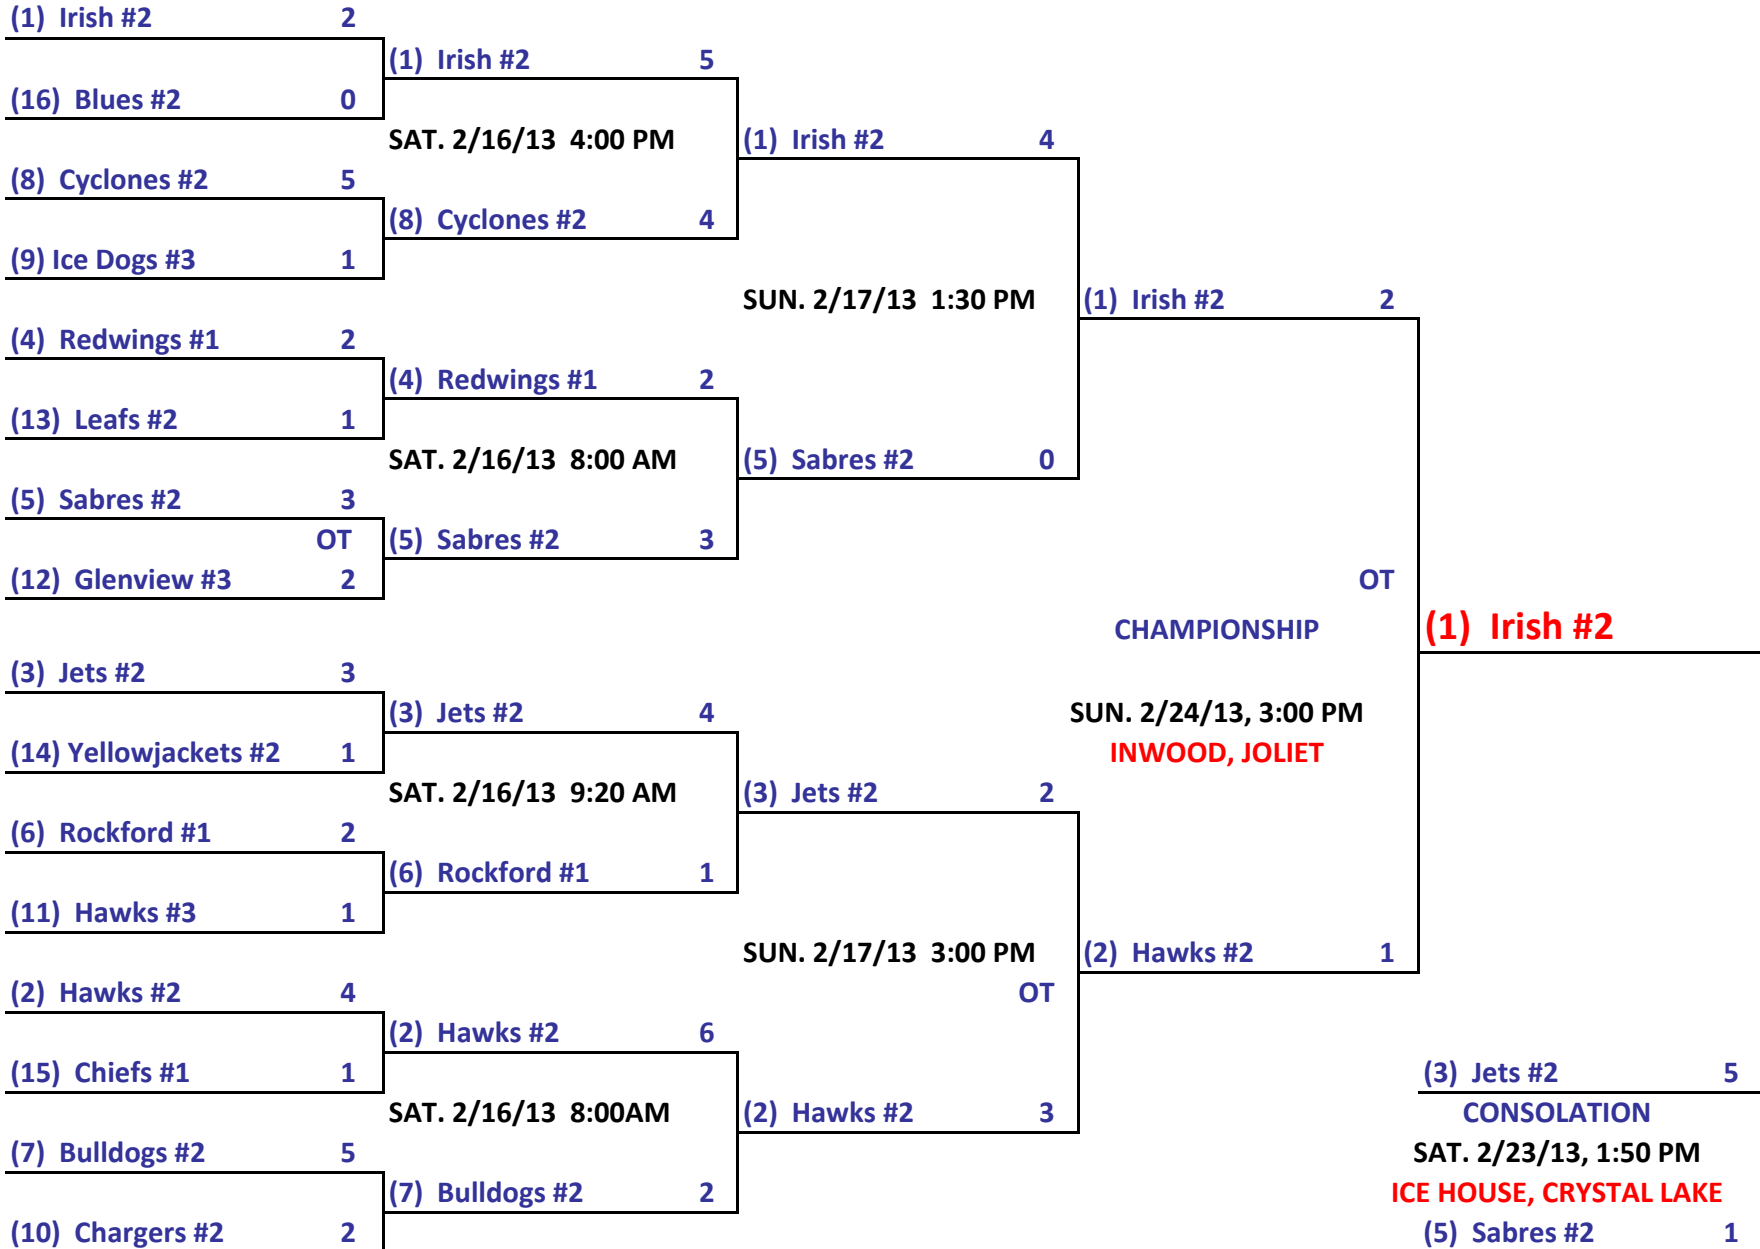 (1) Irish #2 2
(1) Irish #2 5
(16) Blues #2 0
SAT. 2/16/13 4:00 PM
(1) Irish #2 4
(8) Cyclones #2 5
(8) Cyclones #2 4
(9) Ice Dogs #3 1
SUN. 2/17/13 1:30 PM
(1) Irish #2 2
(4) Redwings #1 2
(4) Redwings #1 2
(13) Leafs #2 1
SAT. 2/16/13 8:00 AM
(5) Sabres #2 0
(5) Sabres #2 3
OT
(5) Sabres #2 3
(12) Glenview #3 2
OT
CHAMPIONSHIP
(1) Irish #2
(3) Jets #2 3
(3) Jets #2 4
SUN. 2/24/13, 3:00 PM
(14) Yellowjackets #2 1
INWOOD, JOLIET
SAT. 2/16/13 9:20 AM
(3) Jets #2 2
(6) Rockford #1 2
(6) Rockford #1 1
(11) Hawks #3 1
SUN. 2/17/13 3:00 PM
(2) Hawks #2 1
(2) Hawks #2 4
OT
(2) Hawks #2 6
(15) Chiefs #1 1
(3) Jets #2 5
SAT. 2/16/13 8:00AM
(2) Hawks #2 3
CONSOLATION
(7) Bulldogs #2 5
SAT. 2/23/13, 1:50 PM
(7) Bulldogs #2 2
ICE HOUSE, CRYSTAL LAKE
(10) Chargers #2 2
(5) Sabres #2 1